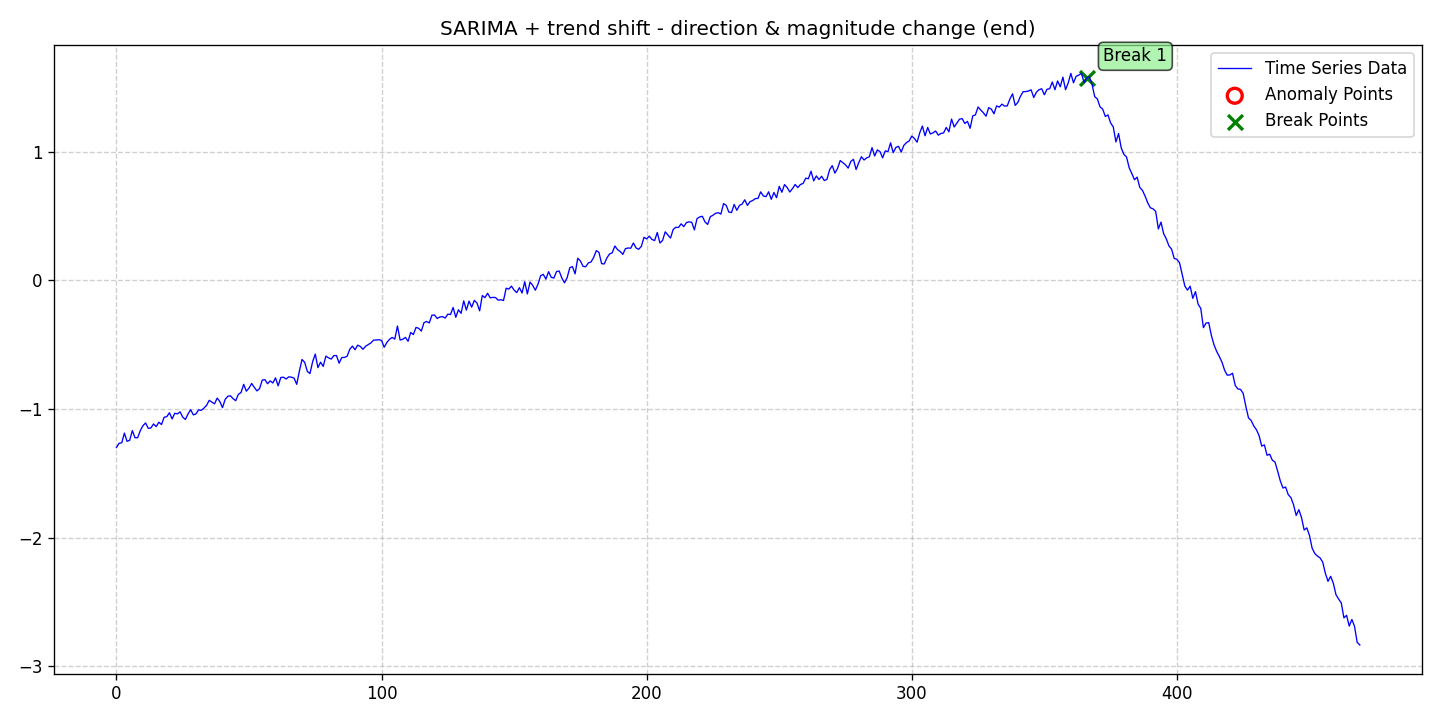 SARIMA + trend shift - direction & magnitude change (end)
Break 1
Time Series Data
Anomaly Points
Break Points
1
0
−1
−2
−3
0 100 200 300 400